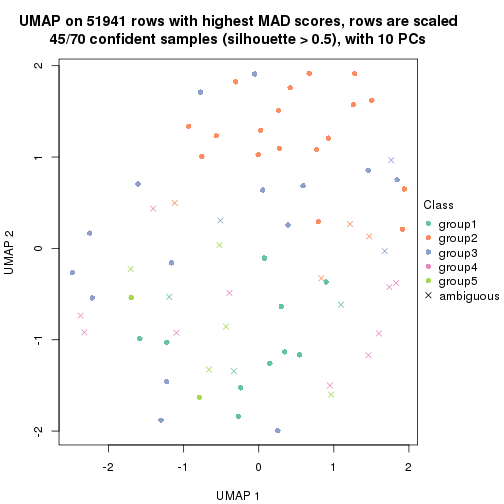 UMAP on 51941 rows with highest MAD scores, rows are scaled
45/70 confident samples (silhouette > 0.5), with 10 PCs
2
1
0
-1
-2
UMAP 2
-2
-1
0
1
2
UMAP 1
Class
group1
group2
group3
group4
group5
ambiguous